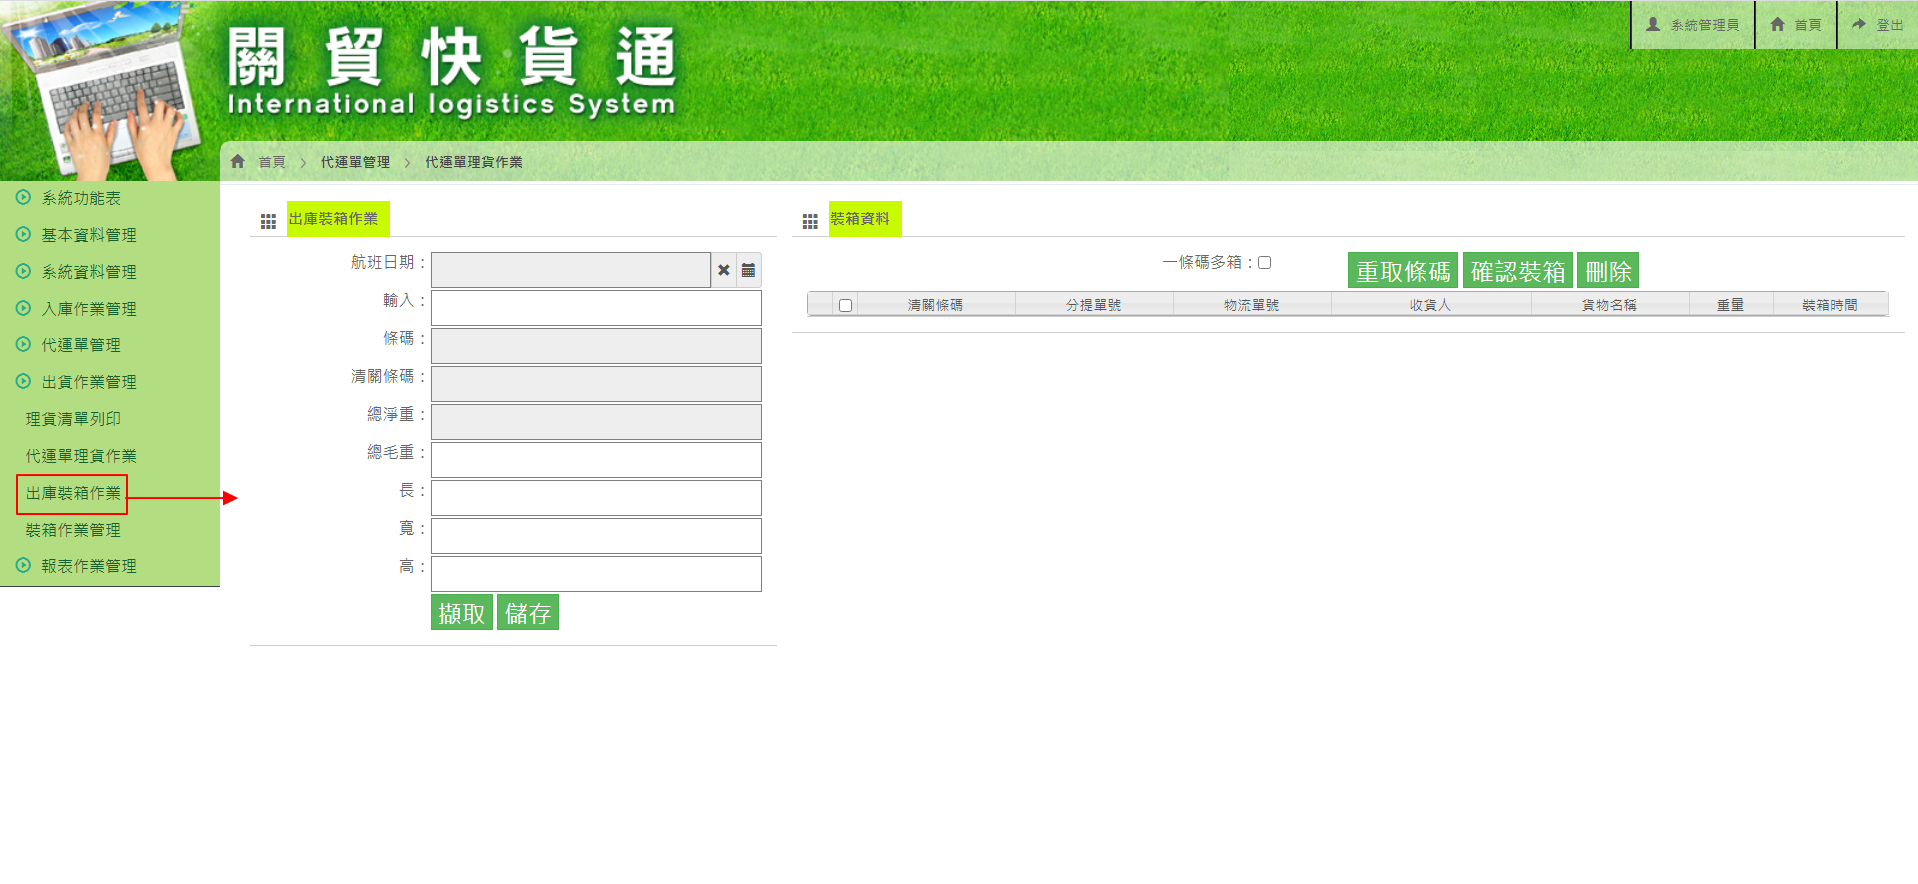 關貿快貨通
International logistics System
系統管理員
首頁
登出
首頁 > 代運單管理 > 代運單理貨作業
系統功能表
基本資料管理
系統資料管理
入庫作業管理
代運單管理
出貨作業管理
理貨清單列印
代運單理貨作業
出庫裝箱作業
裝箱作業管理
報表作業管理
出庫裝箱作業
航班日期：
輸入：
條碼：
清關條碼：
總淨重：
總毛重：
長：
寬：
高：
擷取 儲存
裝箱資料
一條碼多箱： 重取條碼 確認裝箱 刪除
清關條碼 分提單號 物流單號 收貨人 貨物名稱 重量 裝箱時間